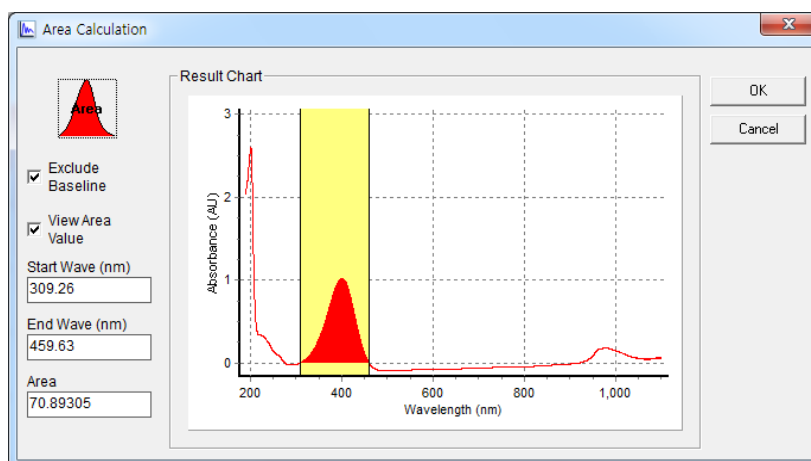 Area Calculation
Area
Exclude
Baseline
View Area
Value
Start Wave (nm)
309.26
End Wave (nm)
459.63
Area
70.89305
Result Chart
Absorbance (AU)
3
2
1
0
200
400
600
800
1,000
Wavelength (nm)
OK
Cancel